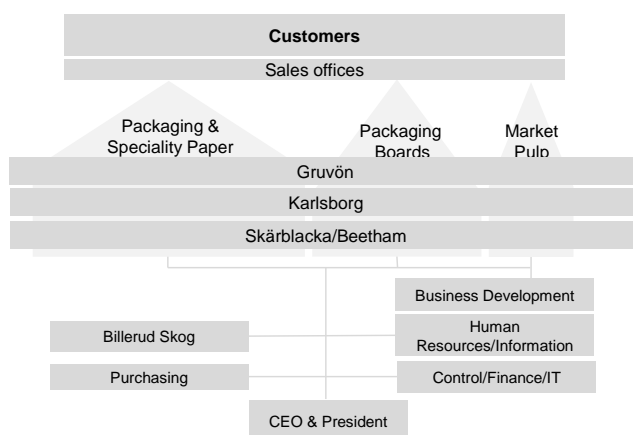 Customers
Sales offices
Packaging &
Speciality Paper
Packaging
Boards
Market
Pulp
Gruvön
Karlsborg
Skärblacka/Beetham
Business Development
Billerud Skog
Human
Resources/Information
Purchasing
Control/Finance/IT
CEO & President